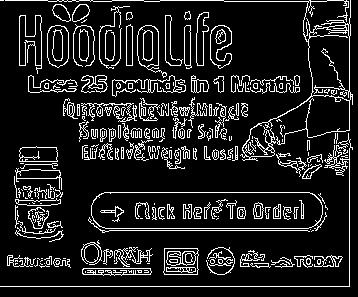 HoodiaLife
Lose 25 pounds in 1 Month!
Discover the New Miracle
Supplement for Safe,
Effective Weight Loss!
Click Here To Order!
Featured on: OPRAH 60 abc TODAY